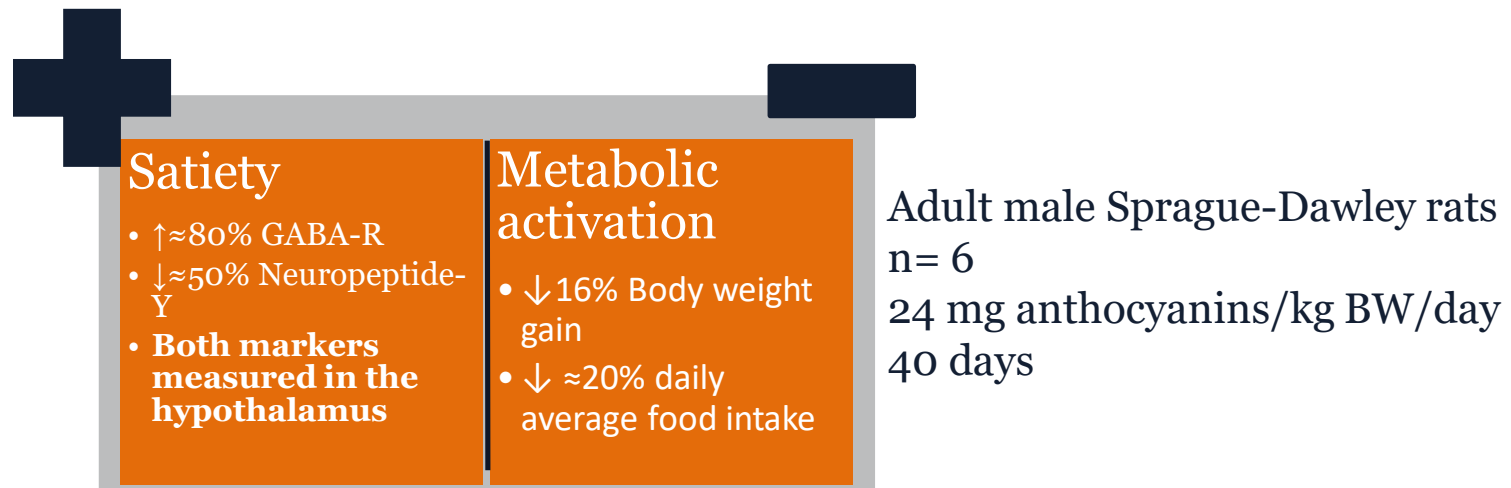 Satiety
• ↑≈80% GABA-R
• ↓≈50% Neuropeptide-
Y
• Both markers
measured in the
hypothalamus
Metabolic
activation
• ↓16% Body weight
gain
• ↓ ≈20% daily
average food intake
Adult male Sprague-Dawley rats
n= 6
24 mg anthocyanins/kg BW/day
40 days